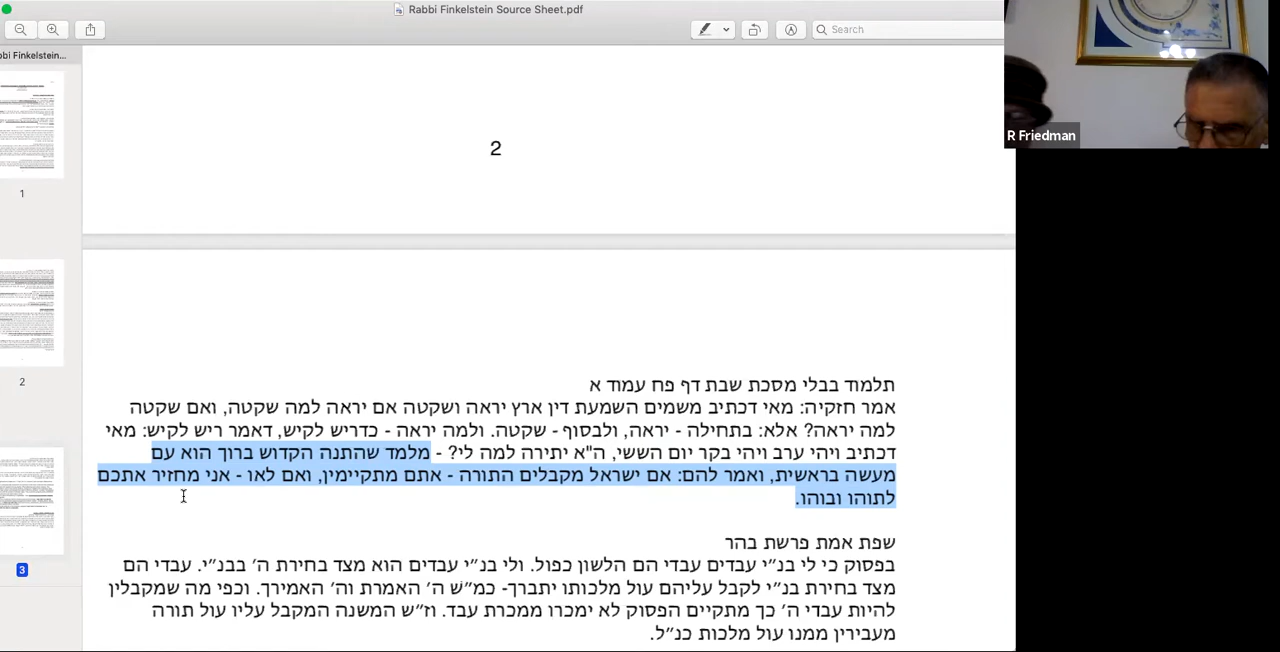 Rabbi Finkelstein Source Sheet.pdf
Search
bbi Finkelstein...
R Friedman
1
2
3
2
תלמוד בבלי מסכת שבת דף פח עמוד א
אמר חזקיה: מאי דכתיב משמים השמעת דין ארץ יראה ושקטה אם יראה למה שקטה, ואם שקטה
למה יראה? אלא: בתחילה - יראה, ולבסוף - שקטה. ולמה יראה - כדריש לקיש, דאמר ריש לקיש: מאי
דכתיב ויהי ערב ויהי בקר יום הששי, ה"א יתירה למה לי? - מלמד שהתנה הקדוש ברוך הוא עם
מעשה בראשית, ואמר להם: אם ישראל מקבלים התורה - אתם מתקיימין, ואם לאו - אני מחזיר אתכם
לתוהו ובוהו.
שפת אמת פרשת בהר
בפסוק כי לי בנ״י עבדים עבדי הם הלשון כפול. ולי בנ״י עבדים הוא מצד בחירת ה׳ בבנ״י. עבדי הם
מצד בחירת בנ״י לקבל עליהם עול מלכותו יתברך- כמ״ש ה׳ האמרת וה׳ האמירך. וכפי מה שמקבלין
להיות עבדי ה׳ כך מתקיים הפסוק לא ימכרו ממכרת עבד. וז״ש המשנה המקבל עליו עול תורה
מעבירין ממנו עול מלכות כנ״ל.